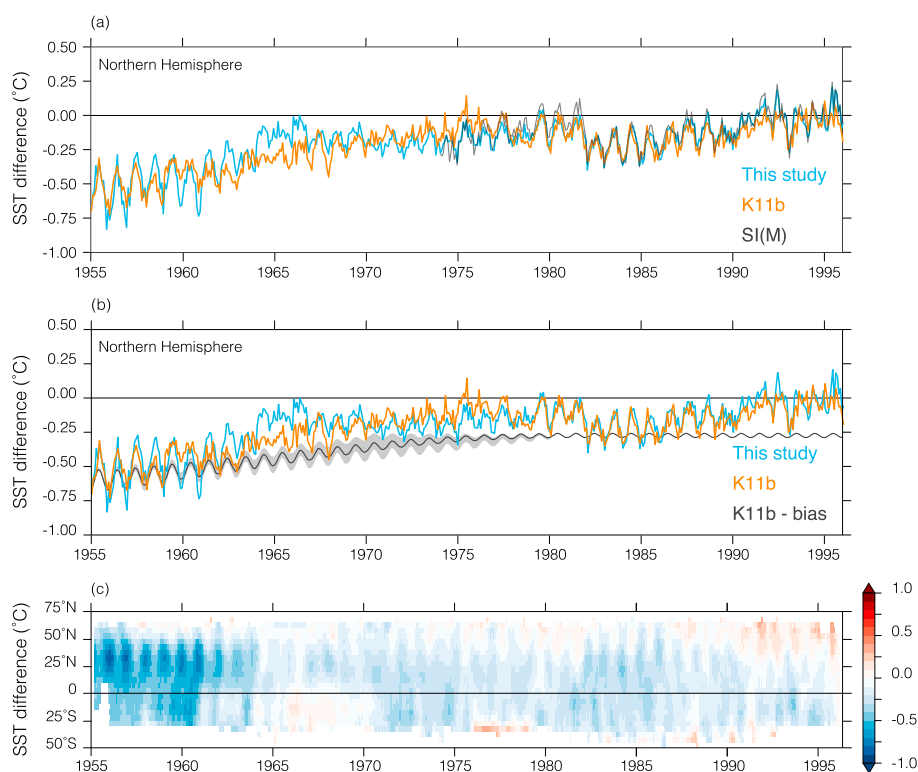 (a)
0.50
0.25
0.00
-0.25
-0.50
-0.75
-1.00
SST difference (˚C)
Northern Hemisphere
This study
K11b
SI(M)
1955 1960 1965 1970 1975 1980 1985 1990 1995
(b)
0.50
0.25
0.00
-0.25
-0.50
-0.75
-1.00
SST difference (˚C)
Northern Hemisphere
This study
K11b
K11b - bias
1955 1960 1965 1970 1975 1980 1985 1990 1995
(c)
75˚N
50˚N
25˚N
0
25˚S
50˚S
SST difference (˚C)
1955 1960 1965 1970 1975 1980 1985 1990 1995
1.0
0.5
0.0
-0.5
-1.0